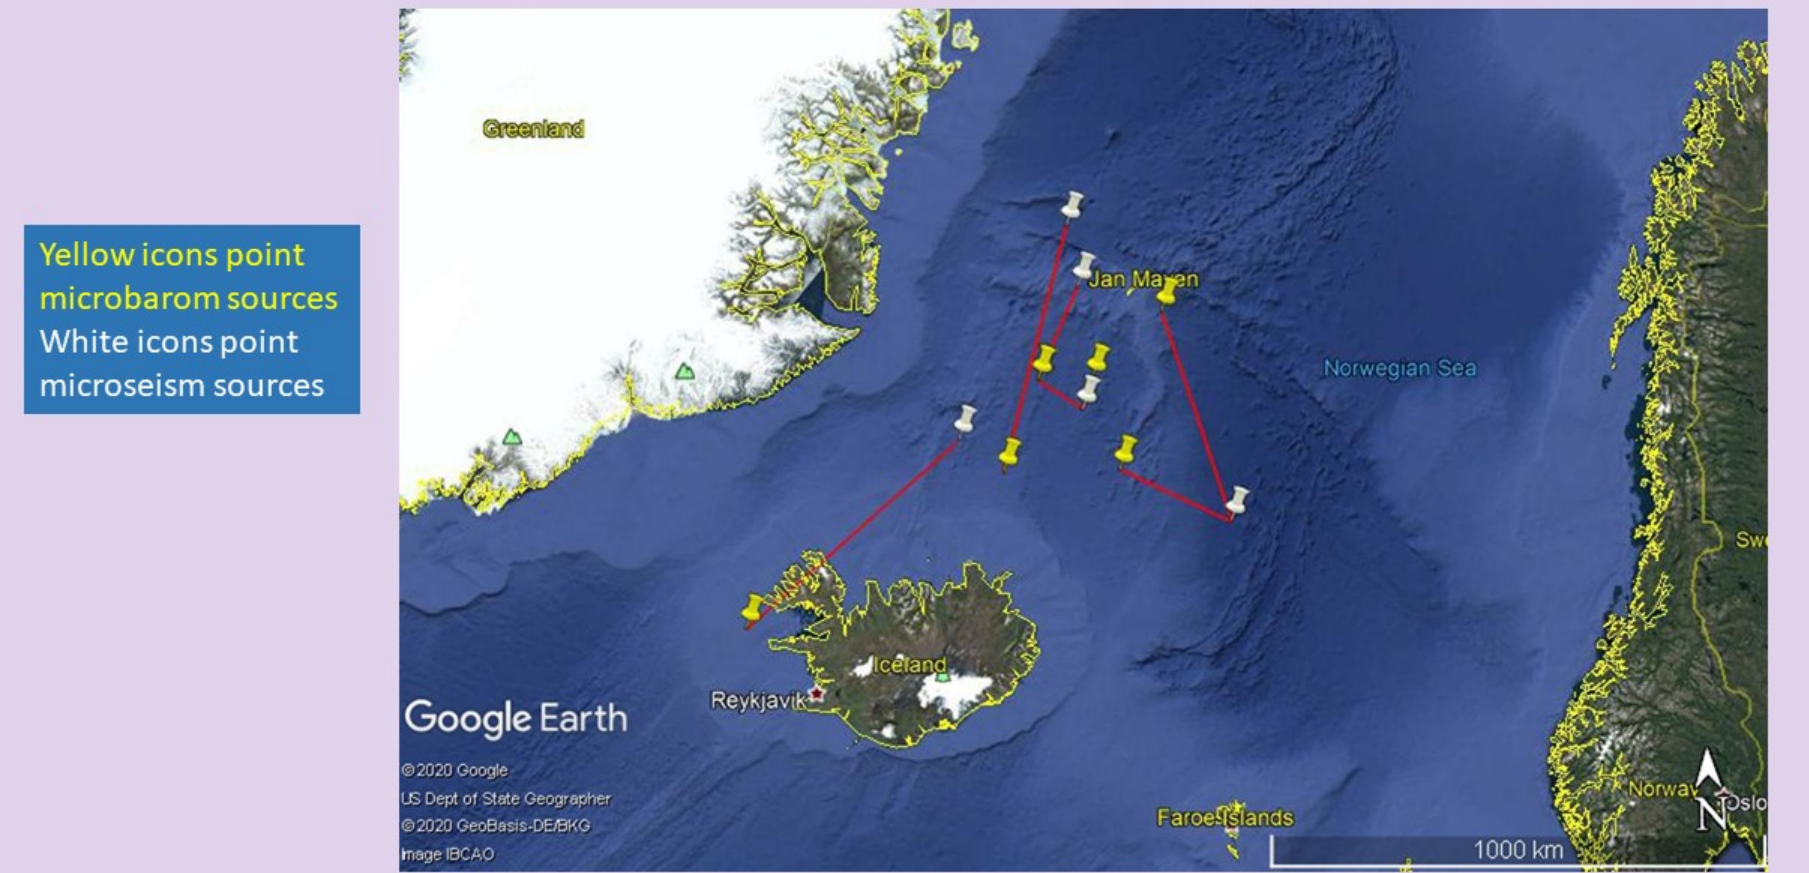 Greenland
Yellow icons point
microbarom sources
White icons point
microseism sources
Jan Mayen
Norwegian Sea
Iceland
Reykjavik
Google Earth
© 2020 Google
US Dept of State Geographer
© 2020 GeoBasis-DE/BKG
Image IBCAO
Faroe Islands
1000 km
Norway
N
Oslo
Swe